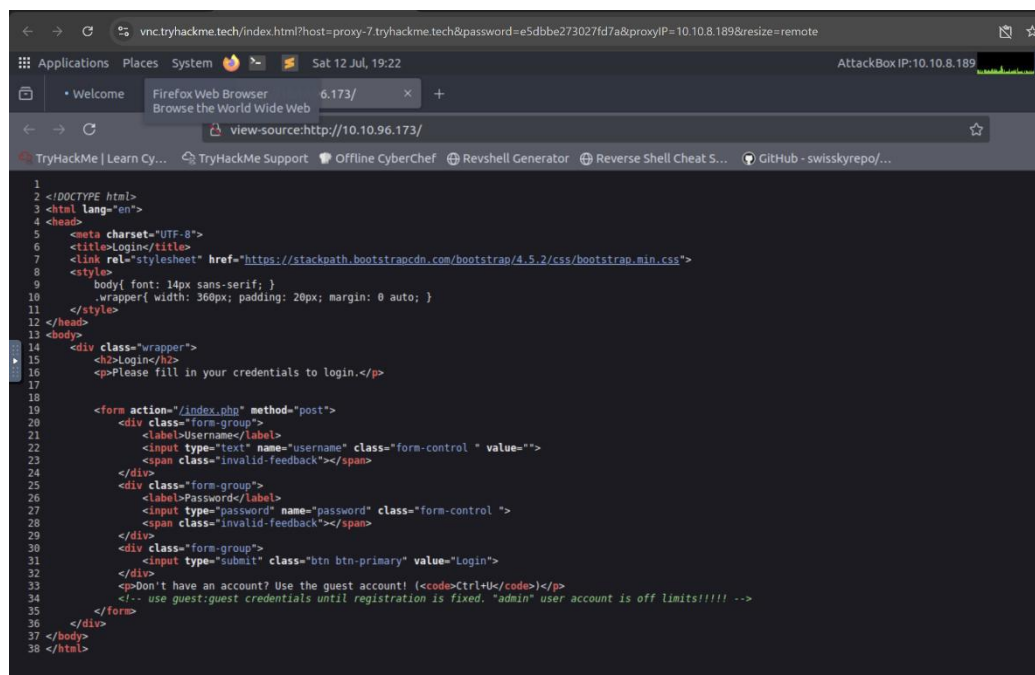 vnc.tryhackme.tech/index.html?host=proxy-7.tryhackme.tech&password=e5dbbe273027fd7a&proxyIP=10.10.8.189&resize=remote
Applications Places System Sat 12 Jul, 19:22 AttackBox IP:10.10.8.189
• Welcome Firefox Web Browser 6.173/ × +
Browse the World Wide Web
view-source:http://10.10.96.173/
TryHackMe | Learn Cy... TryHackMe Support Offline CyberChef Revshell Generator Reverse Shell Cheat S... GitHub - swisskyrepo/...
1
2 <!DOCTYPE html>
3 <html lang="en">
4 <head>
5 <meta charset="UTF-8">
6 <title>Login</title>
7 <link rel="stylesheet" href="https://stackpath.bootstrapcdn.com/bootstrap/4.5.2/css/bootstrap.min.css">
8 <style>
9 body{ font: 14px sans-serif; }
10 .wrapper{ width: 360px; padding: 20px; margin: 0 auto; }
11 </style>
12 </head>
13 <body>
14 <div class="wrapper">
15 <h2>Login</h2>
16 <p>Please fill in your credentials to login.</p>
17
18
19 <form action="/index.php" method="post">
20 <div class="form-group">
21 <label>Username</label>
22 <input type="text" name="username" class="form-control " value="">
23 <span class="invalid-feedback"></span>
24 </div>
25 <div class="form-group">
26 <label>Password</label>
27 <input type="password" name="password" class="form-control ">
28 <span class="invalid-feedback"></span>
29 </div>
30 <div class="form-group">
31 <input type="submit" class="btn btn-primary" value="Login">
32 </div>
33 <p>Don't have an account? Use the guest account! (<code>Ctrl+U</code>)</p>
34 <!-- use guest:guest credentials until registration is fixed. "admin" user account is off limits!!!!! -->
35 </form>
36 </div>
37 </body>
38 </html>